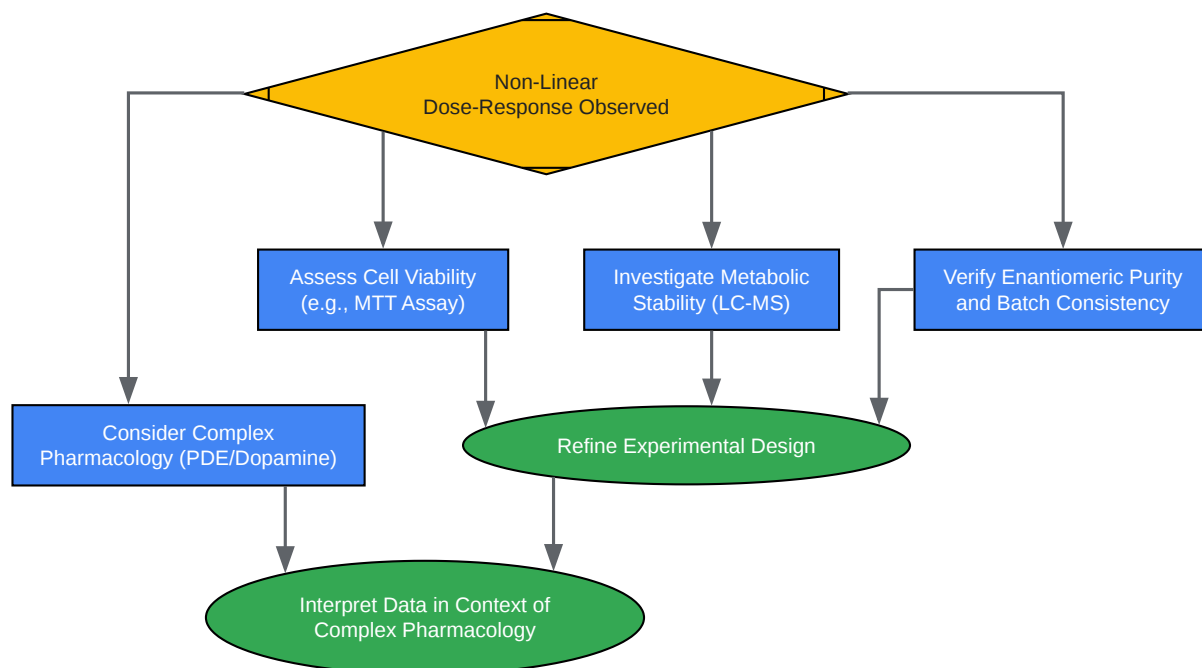 Non-Linear
Dose-Response Observed
Assess Cell Viability
(e.g., MTT Assay)
Investigate Metabolic
Stability (LC-MS)
Verify Enantiomeric Purity
and Batch Consistency
Consider Complex
Pharmacology (PDE/Dopamine)
Refine Experimental Design
Interpret Data in Context of
Complex Pharmacology